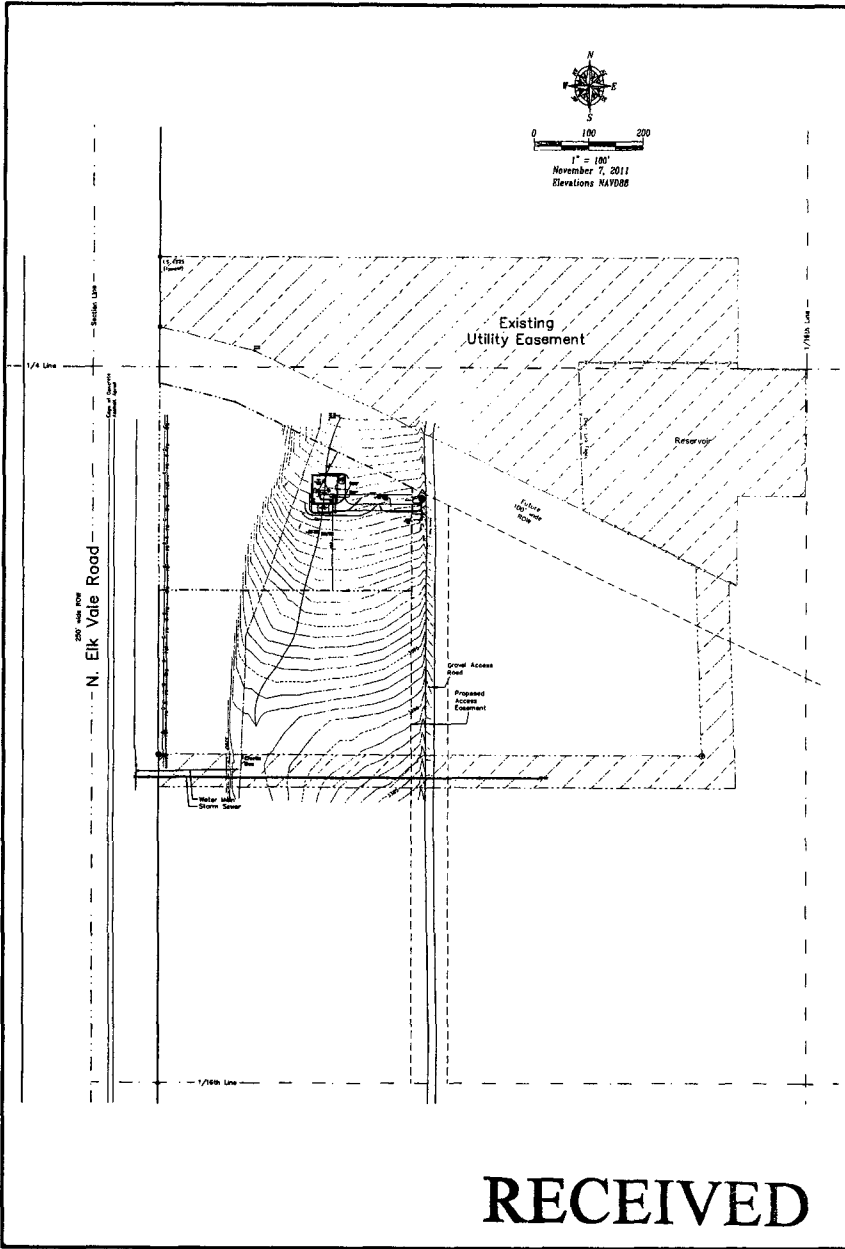 N
W E
S
0 100 200
1" = 100'
November 7, 2011
Elevations NAVD88
Section Line
1/16th Line
Existing
Utility Easement
1/4 Line
Reservoir
Future
100' wide
ROW
250' wide ROW
N. Elk Vale Road
Gravel Access
Road
Proposed
Access
Easement
Water Main
Storm Sewer
1/16th Line
RECEIVED